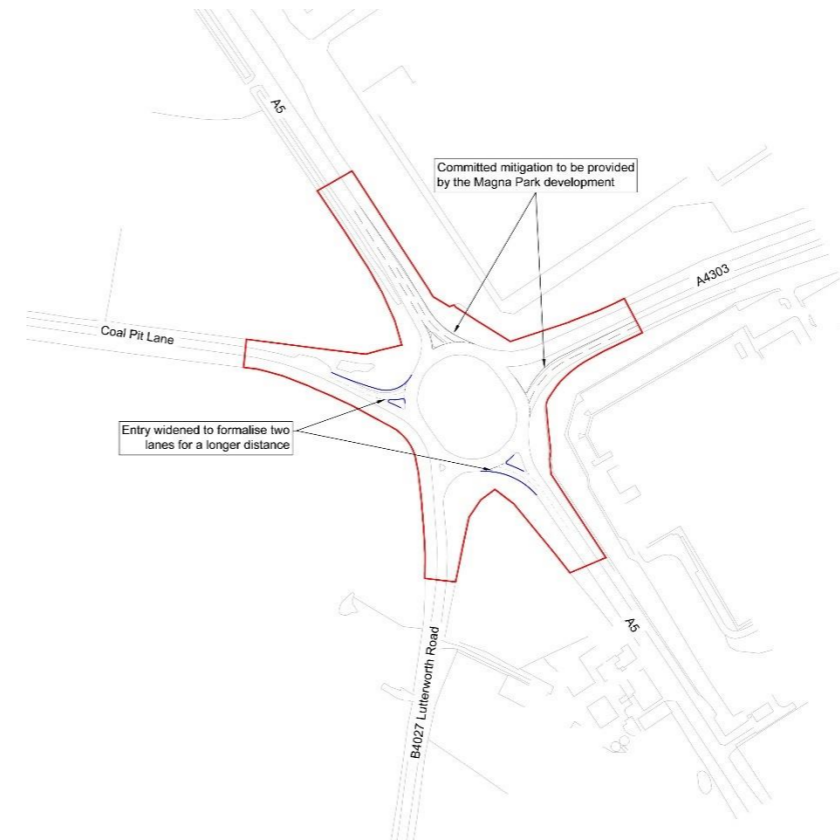 A5
Committed mitigation to be provided
by the Magna Park development
A4303
Coal Pit Lane
Entry widened to formalise two
lanes for a longer distance
A5
B4027 Lutterworth Road